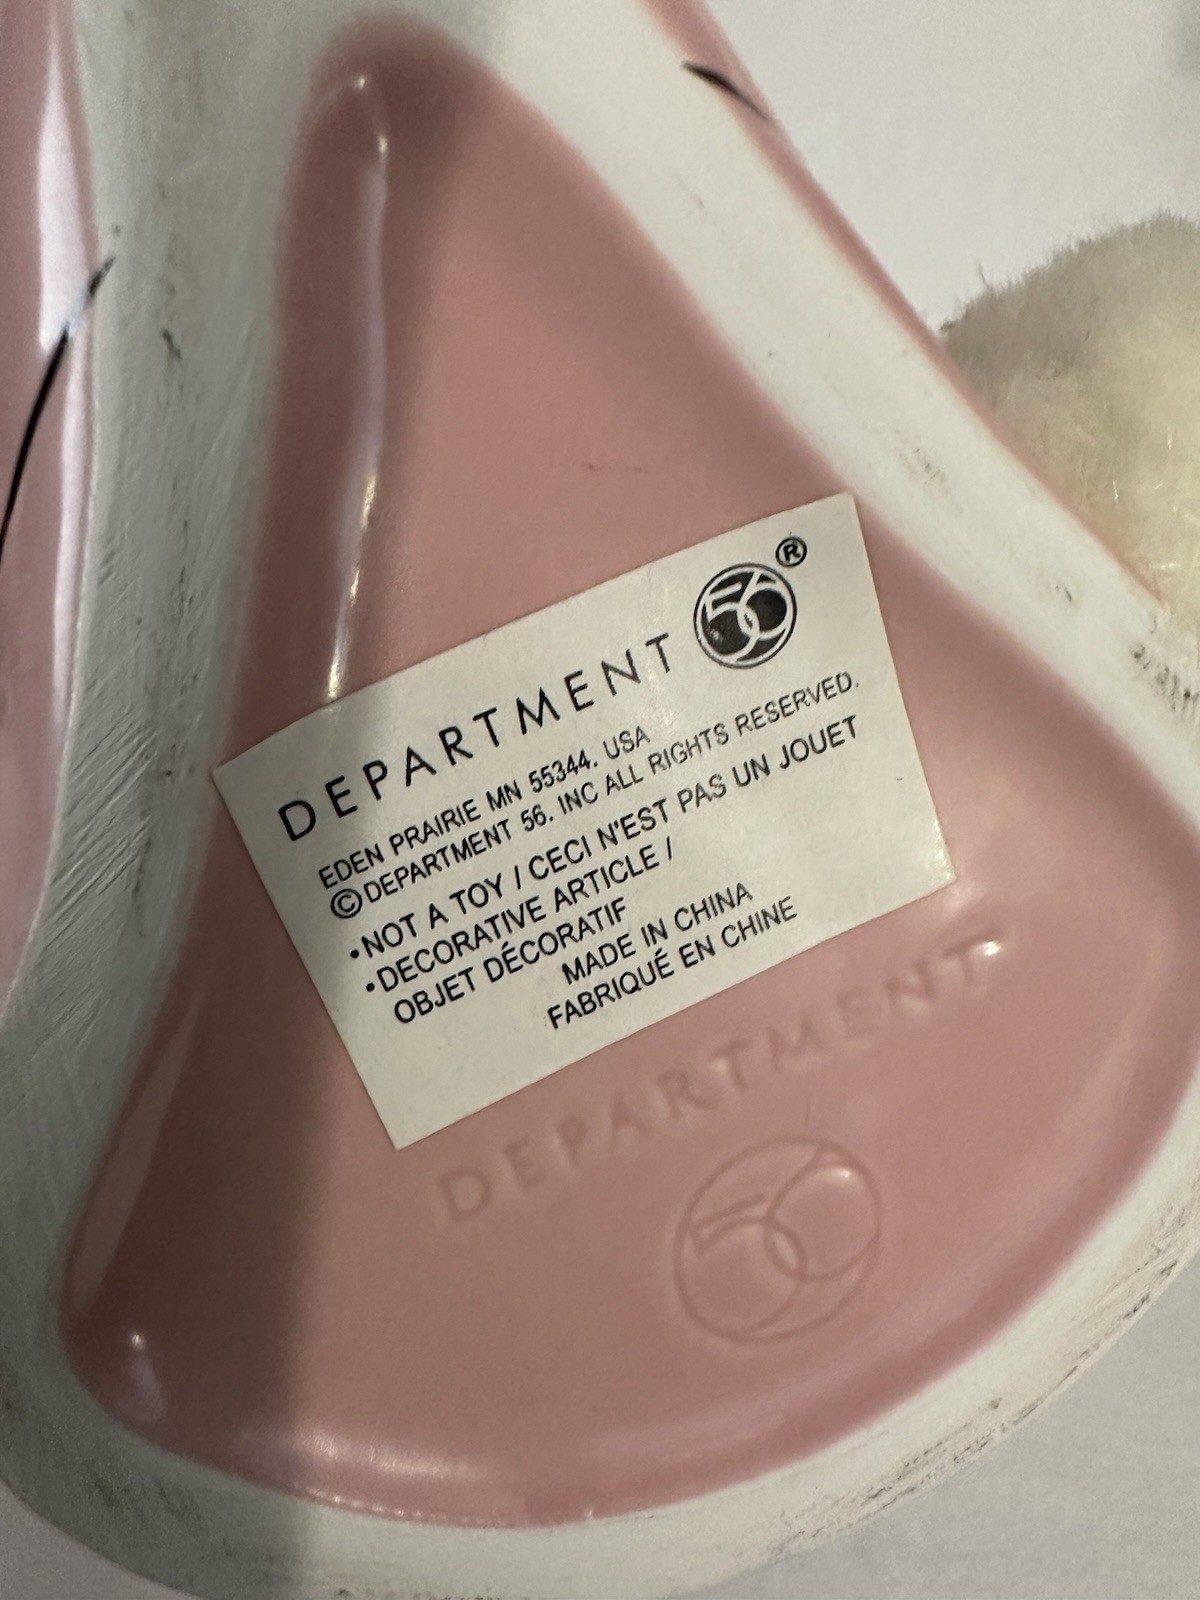 DEPARTMENT 56®
EDEN PRAIRIE MN 55344. USA
©DEPARTMENT 56. INC ALL RIGHTS RESERVED.
•NOT A TOY / CECI N'EST PAS UN JOUET
•DECORATIVE ARTICLE /
OBJET DÉCORATIF
MADE IN CHINA
FABRIQUÉ EN CHINE
DEPARTMENT
56